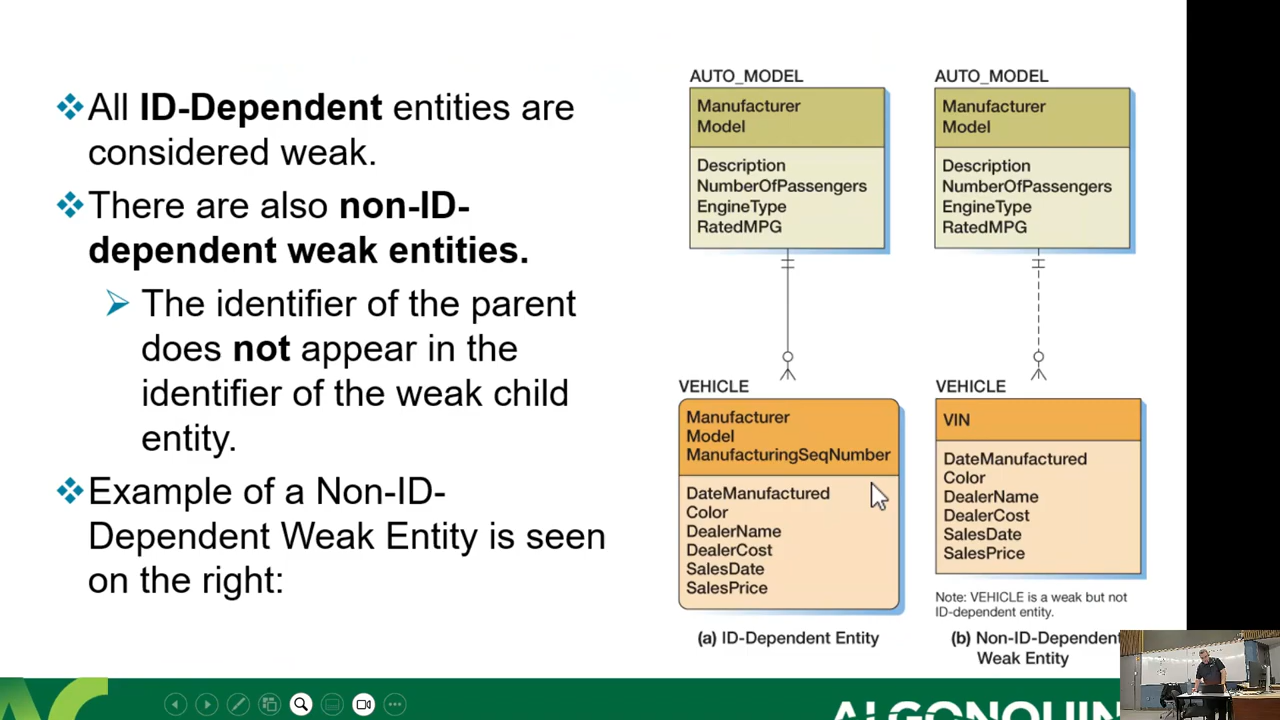 ❖All ID-Dependent entities are
considered weak.
❖There are also non-ID-
dependent weak entities.
➢ The identifier of the parent
does not appear in the
identifier of the weak child
entity.
❖Example of a Non-ID-
Dependent Weak Entity is seen
on the right:
AUTO_MODEL
Manufacturer
Model
Description
NumberOfPassengers
EngineType
RatedMPG
VEHICLE
Manufacturer
Model
ManufacturingSeqNumber
DateManufactured
Color
DealerName
DealerCost
SalesDate
SalesPrice
(a) ID-Dependent Entity
AUTO_MODEL
Manufacturer
Model
Description
NumberOfPassengers
EngineType
RatedMPG
VEHICLE
VIN
DateManufactured
Color
DealerName
DealerCost
SalesDate
SalesPrice
Note: VEHICLE is a weak but not
ID-dependent entity.
(b) Non-ID-Dependent
Weak Entity
ALGONQUIN